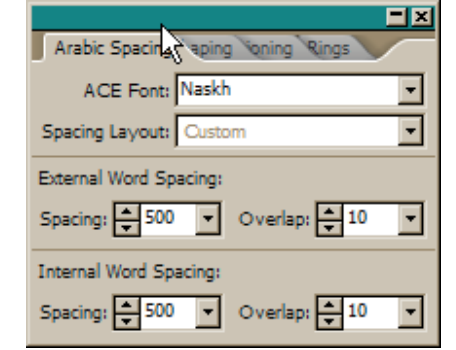 Arabic Spacing Rings
ACE Font: Naskh
Spacing Layout: Custom
External Word Spacing:
Spacing: 500 Overlap: 10
Internal Word Spacing:
Spacing: 500 Overlap: 10